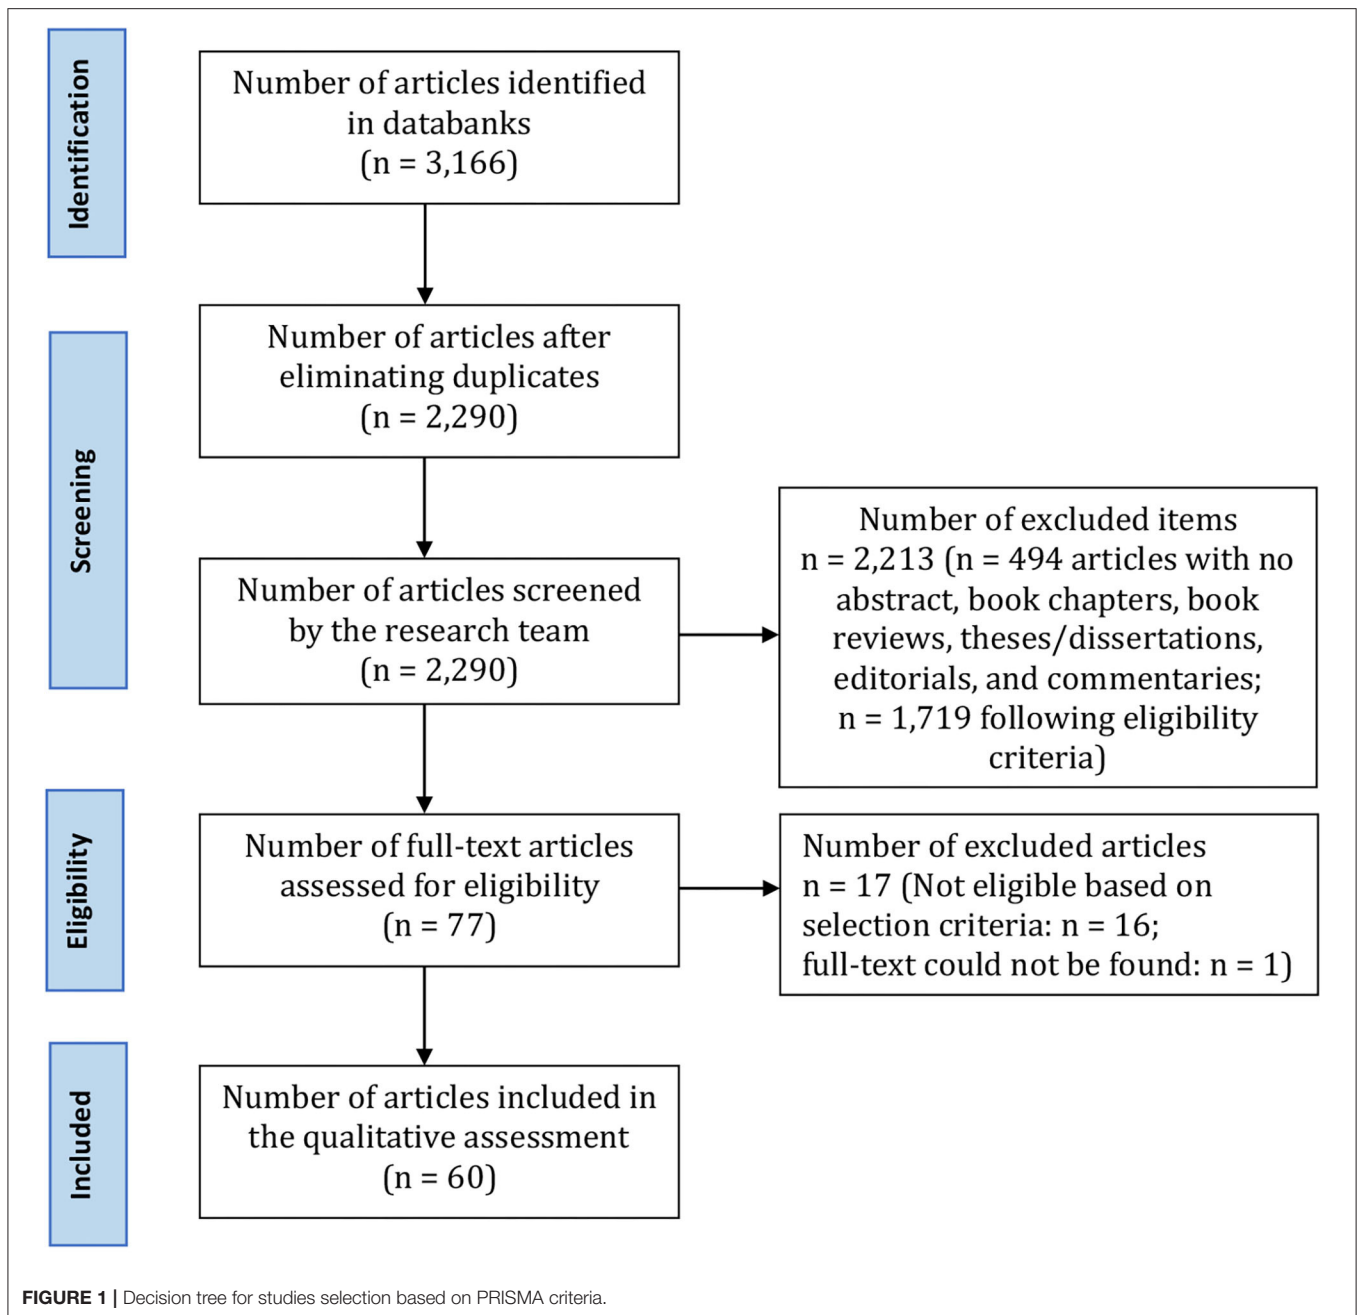 Identification
Number of articles identified
in databanks
(n = 3,166)
Screening
Number of articles after
eliminating duplicates
(n = 2,290)
Number of articles screened
by the research team
(n = 2,290)
Number of excluded items
n = 2,213 (n = 494 articles with no
abstract, book chapters, book
reviews, theses/dissertations,
editorials, and commentaries;
n = 1,719 following eligibility
criteria)
Eligibility
Number of full-text articles
assessed for eligibility
(n = 77)
Number of excluded articles
n = 17 (Not eligible based on
selection criteria: n = 16;
full-text could not be found: n = 1)
Included
Number of articles included in
the qualitative assessment
(n = 60)
FIGURE 1 | Decision tree for studies selection based on PRISMA criteria.